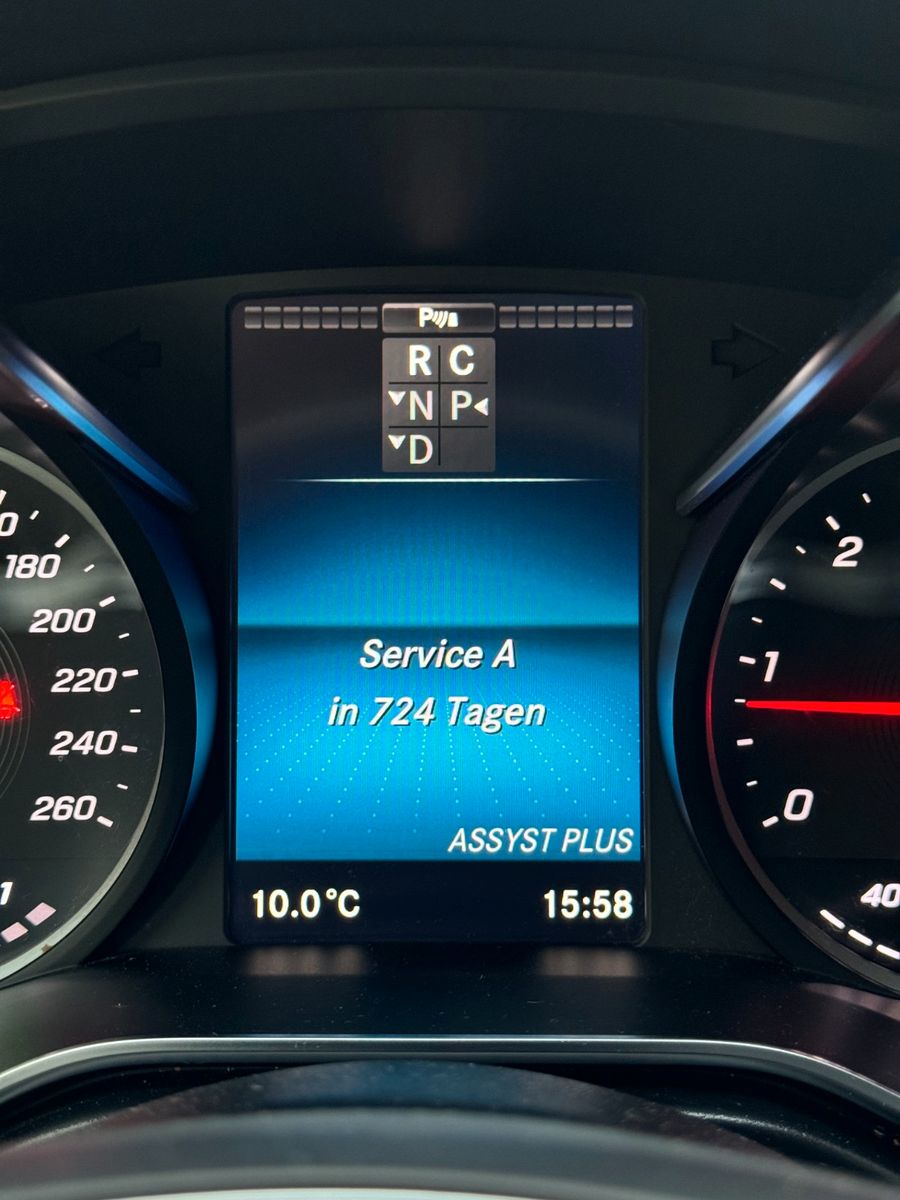 P
R C
N P
D
180
200
220
240
260
2
1
0
Service A
in 724 Tagen
ASSYST PLUS
10.0°C
15:58
40